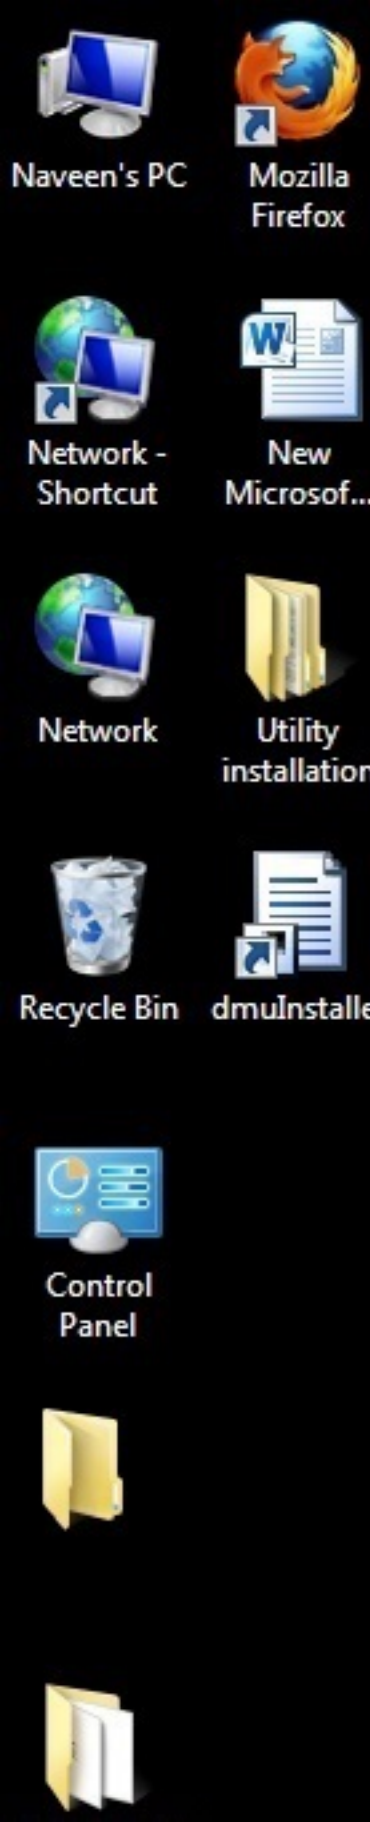 Naveen's PC
Mozilla
Firefox
Network -
Shortcut
New
Microsof...
Network
Utility
installation
Recycle Bin
dmuInstalle
Control
Panel